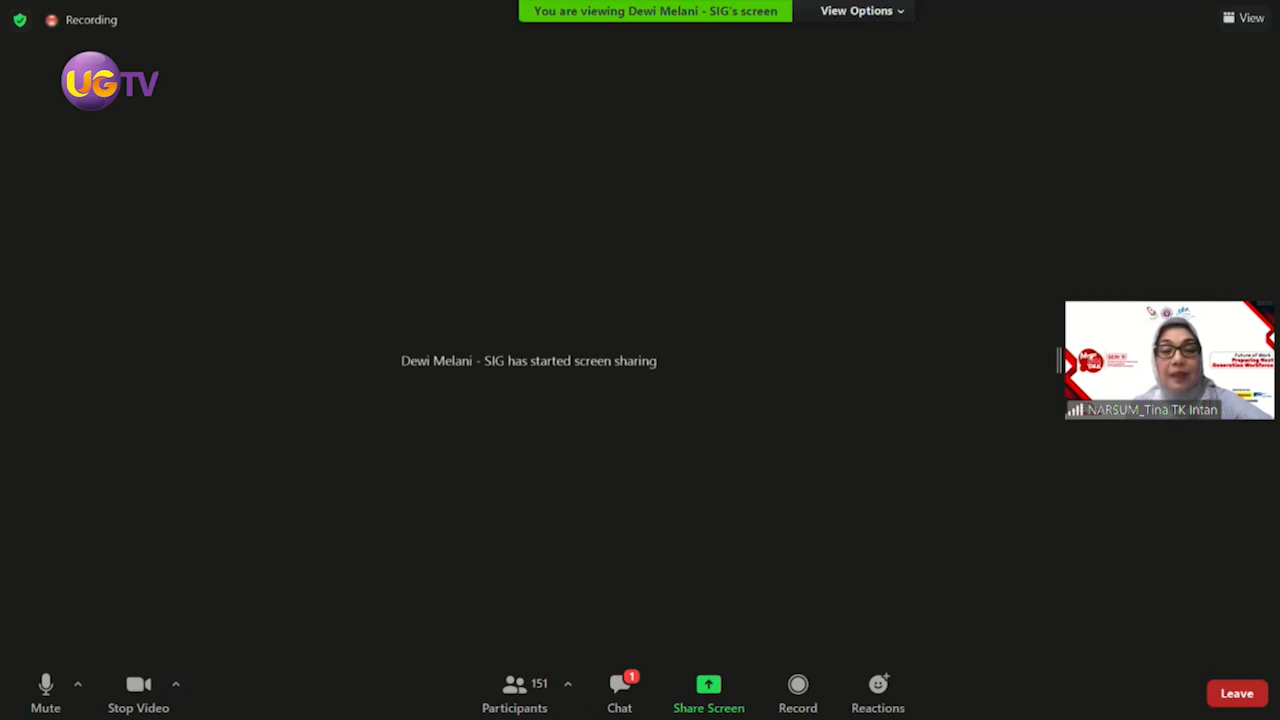 Recording
You are viewing Dewi Melani - SIG's screen
View Options
View
UGTV
Dewi Melani - SIG has started screen sharing
Future of Work
Preparing Next
Generation Workforce
NARSUM_Tina TK Intan
Mute
Stop Video
151
Participants
1
Chat
Share Screen
Record
Reactions
Leave